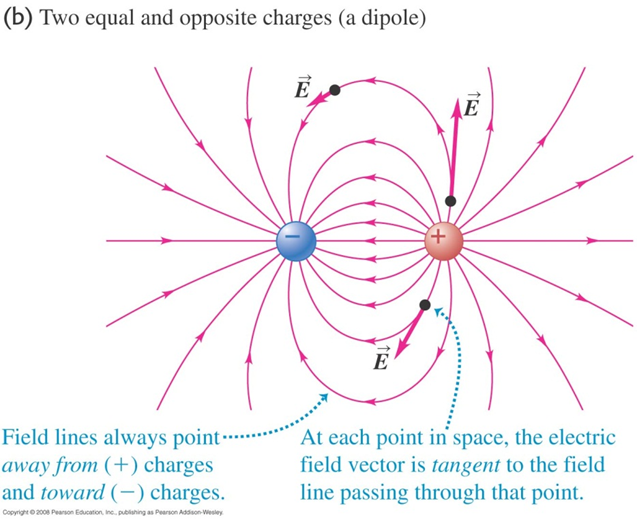 (b) Two equal and opposite charges (a dipole)
E
E
− +
E
Field lines always point
away from (+) charges
and toward (−) charges.
At each point in space, the electric
field vector is tangent to the field
line passing through that point.
Copyright © 2008 Pearson Education, Inc., publishing as Pearson Addison-Wesley.